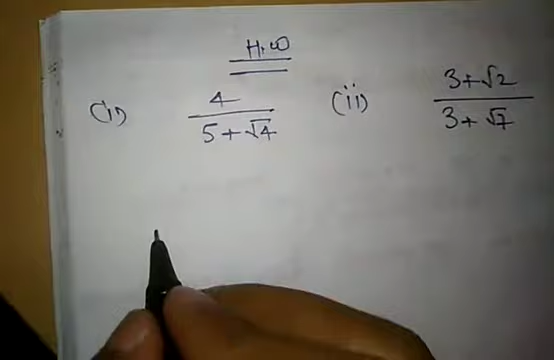 H.W
(i) 4/(5+√4) (ii) (3+√2)/(3+√7)